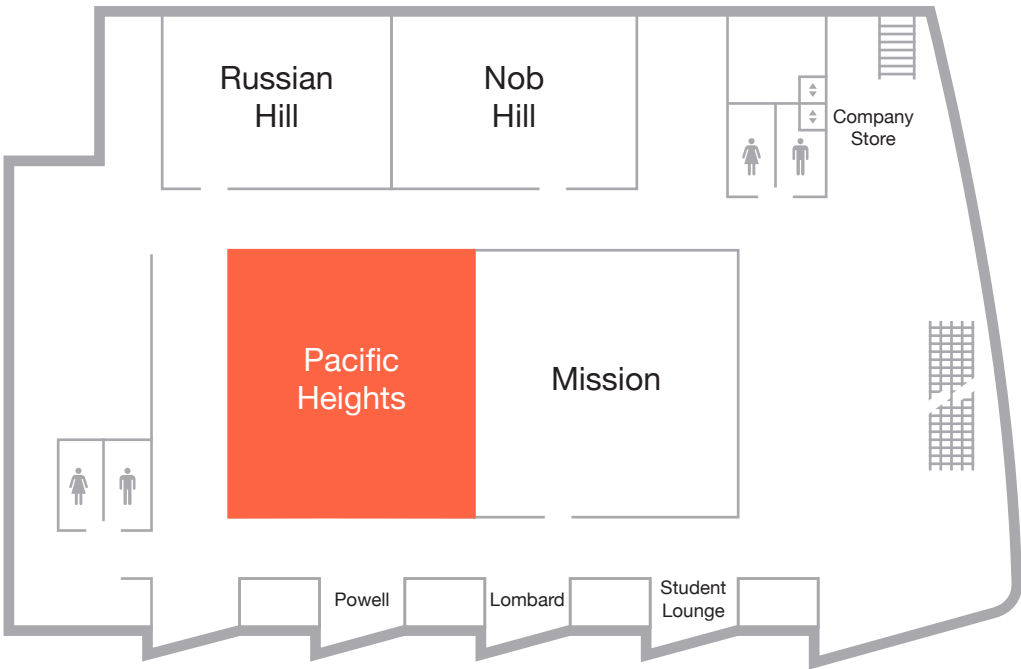 Russian
Hill
Nob
Hill
Company
Store
Pacific
Heights
Mission
Powell
Lombard
Student
Lounge